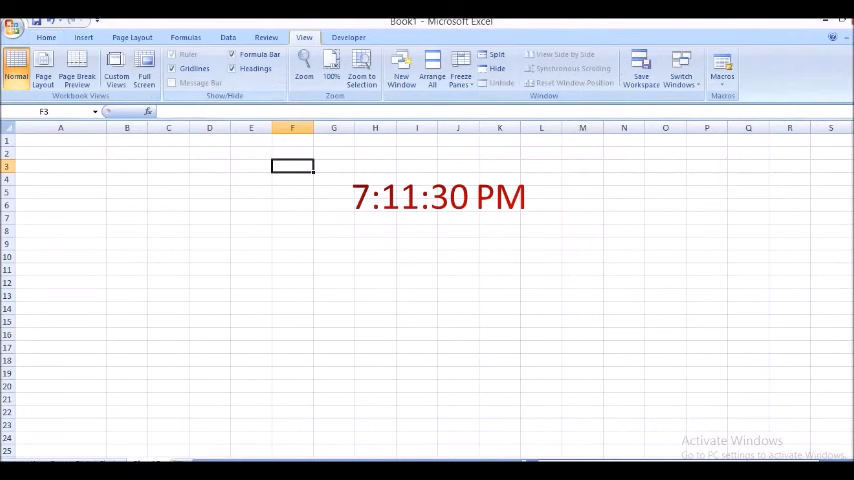 Book1 - Microsoft Excel
Home Insert Page Layout Formulas Data Review View Developer
Normal Page Layout Page Break Preview Custom Views Full Screen
Workbook Views
Ruler Formula Bar
Gridlines Headings
Message Bar
Show/Hide
Zoom 100% Zoom to Selection
Zoom
New Window Arrange All Freeze Panes
Split
Hide
Unhide
View Side by Side
Synchronous Scrolling
Reset Window Position
Window
Save Workspace Switch Windows
Macros
Macros
F3 fx
A B C D E F G H I J K L M N O P Q R S
1
2
3
4
5
7:11:30 PM
6
7
8
9
10
11
12
13
14
15
16
17
18
19
20
21
22
23
24
25
Activate Windows
Go to PC settings to activate Windows.